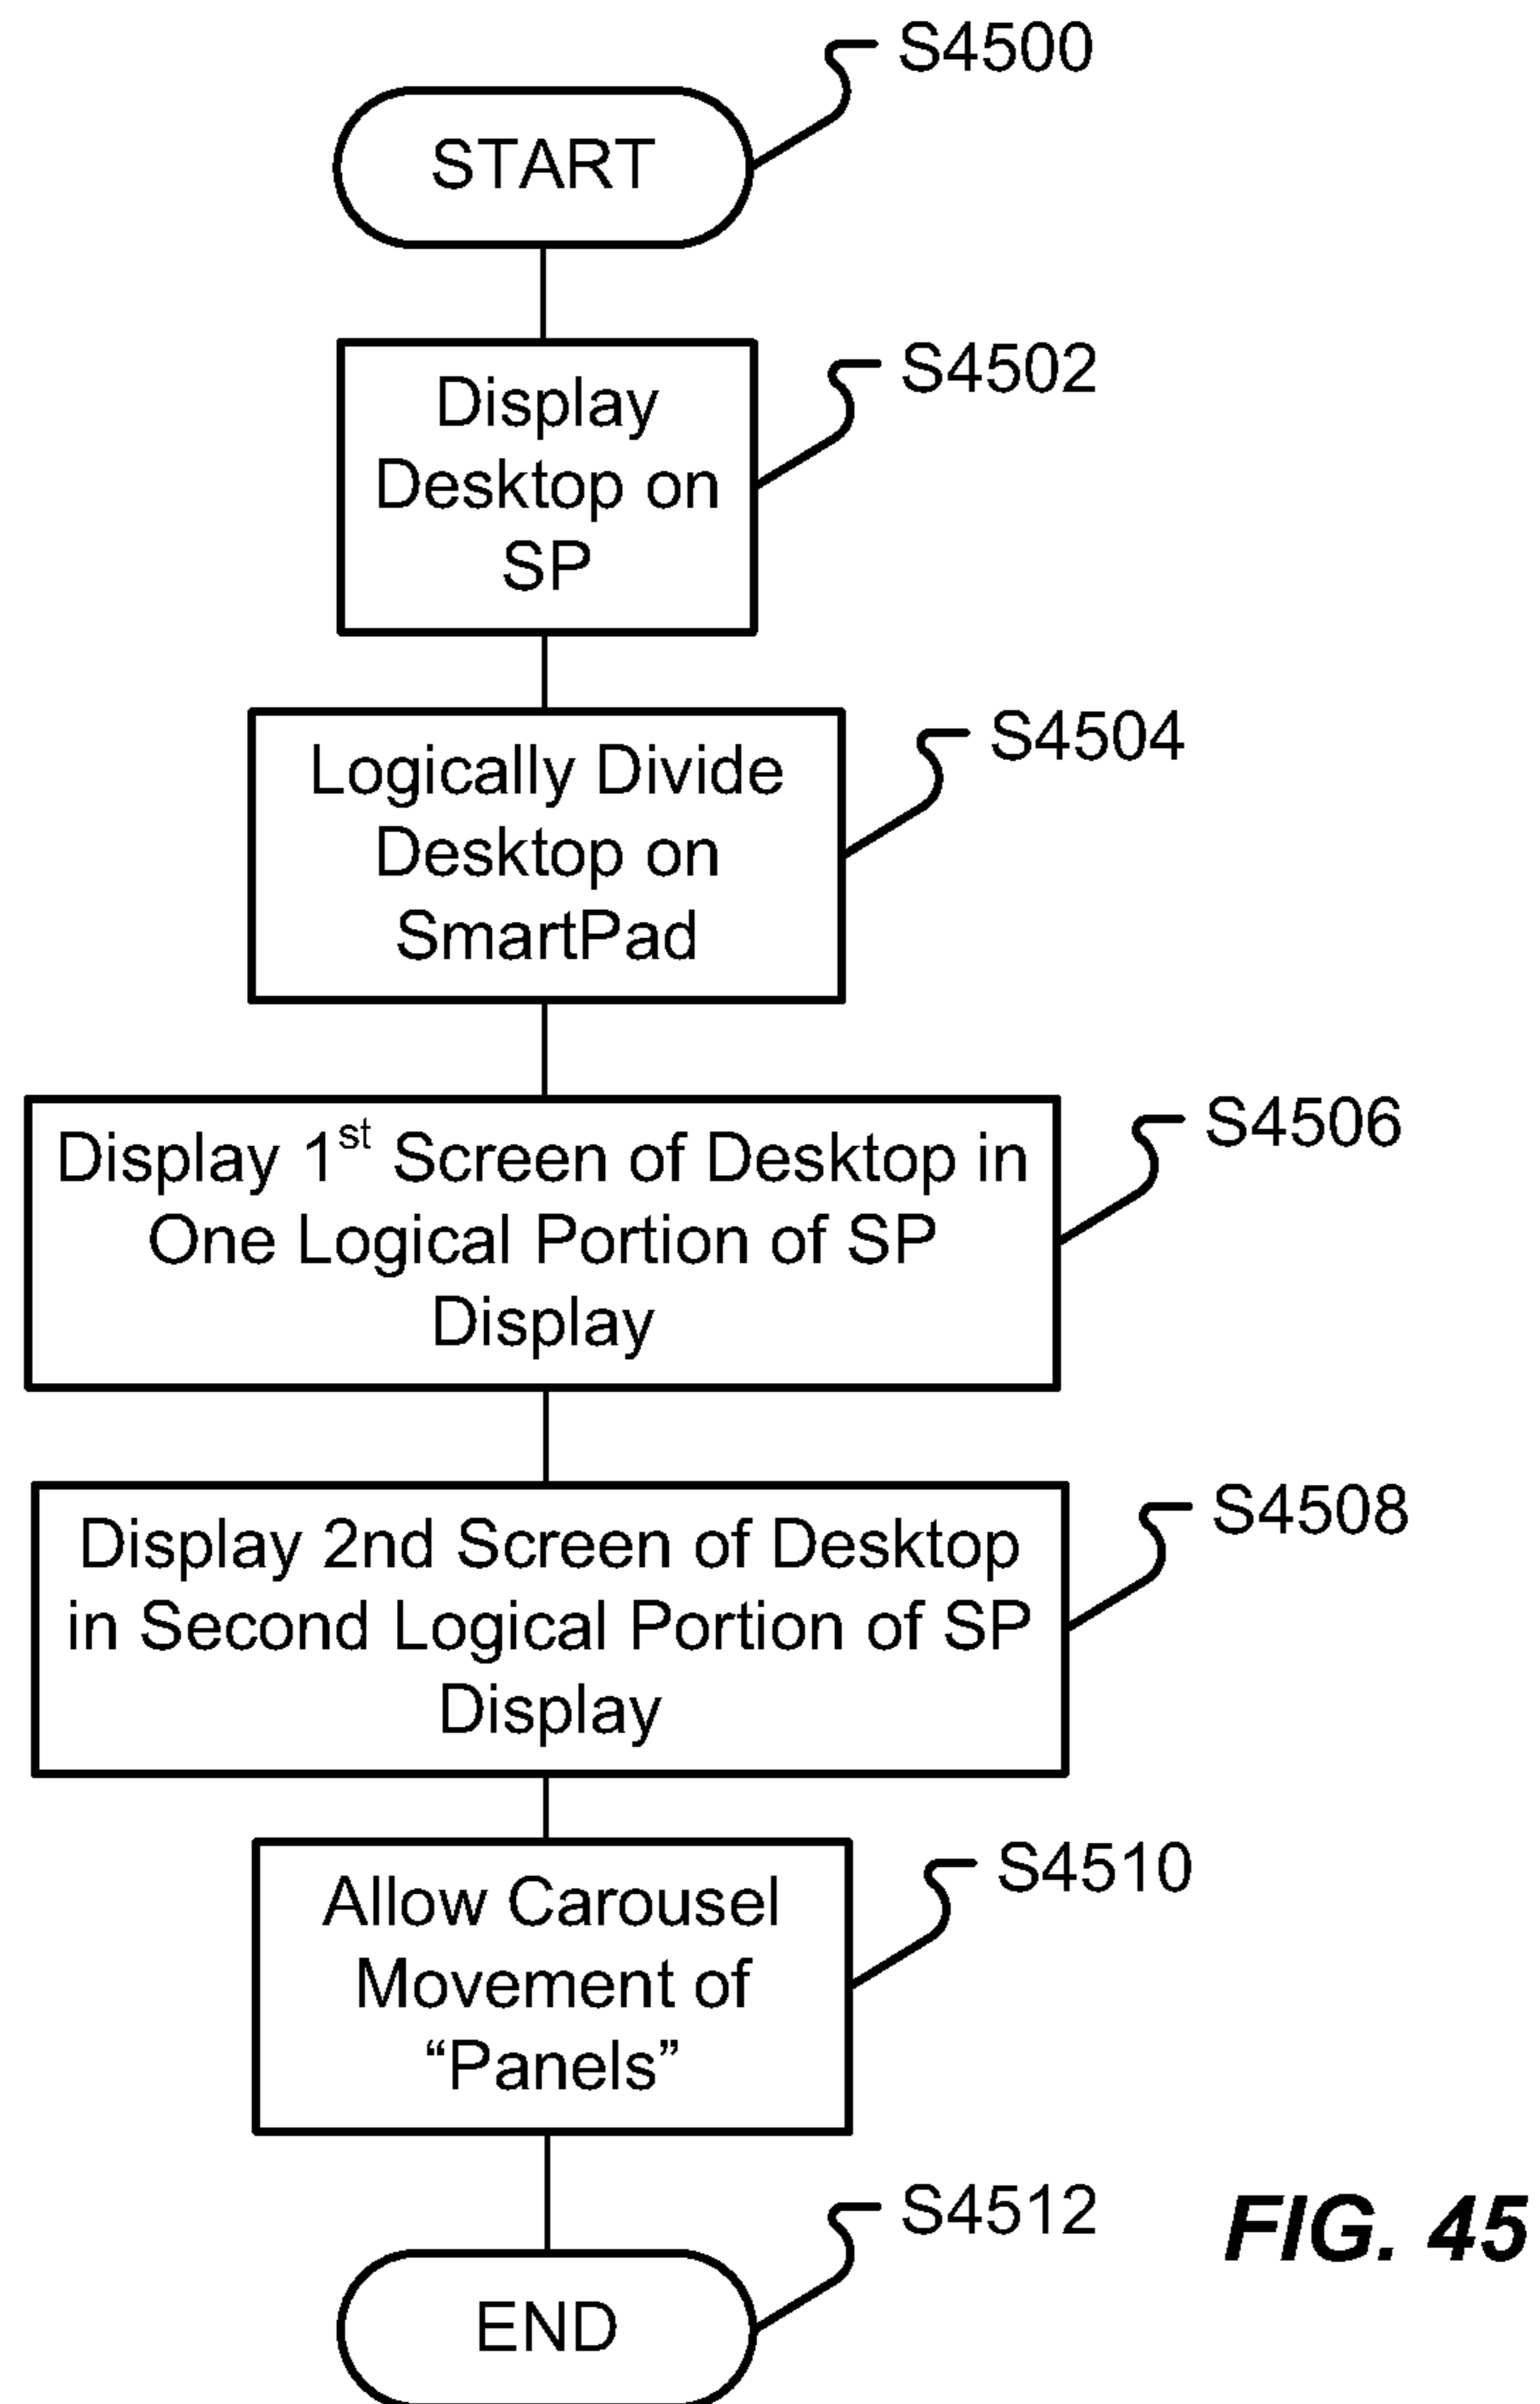 S4500
START
S4502
Display
Desktop on
SP
S4504
Logically Divide
Desktop on
SmartPad
S4506
Display 1st Screen of Desktop in
One Logical Portion of SP
Display
S4508
Display 2nd Screen of Desktop
in Second Logical Portion of SP
Display
S4510
Allow Carousel
Movement of
“Panels”
S4512
END
FIG. 45